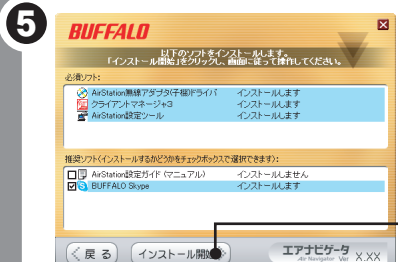 5
BUFFALO
以下のソフトをインストールします。
「インストール開始」をクリックし、画面に従って操作してください。
必須ソフト:
AirStation無線アダプタ(子機)ドライバ インストールします
クライアントマネージャ3 インストールします
AirStation設定ツール インストールします
推奨ソフト(インストールするかどうかをチェックボックスで選択できます):
AirStation設定ガイド (マニュアル) インストールしません
BUFFALO Skype インストールします
戻る インストール開始 エアナビゲータ
Air Navigator Ver X.XX